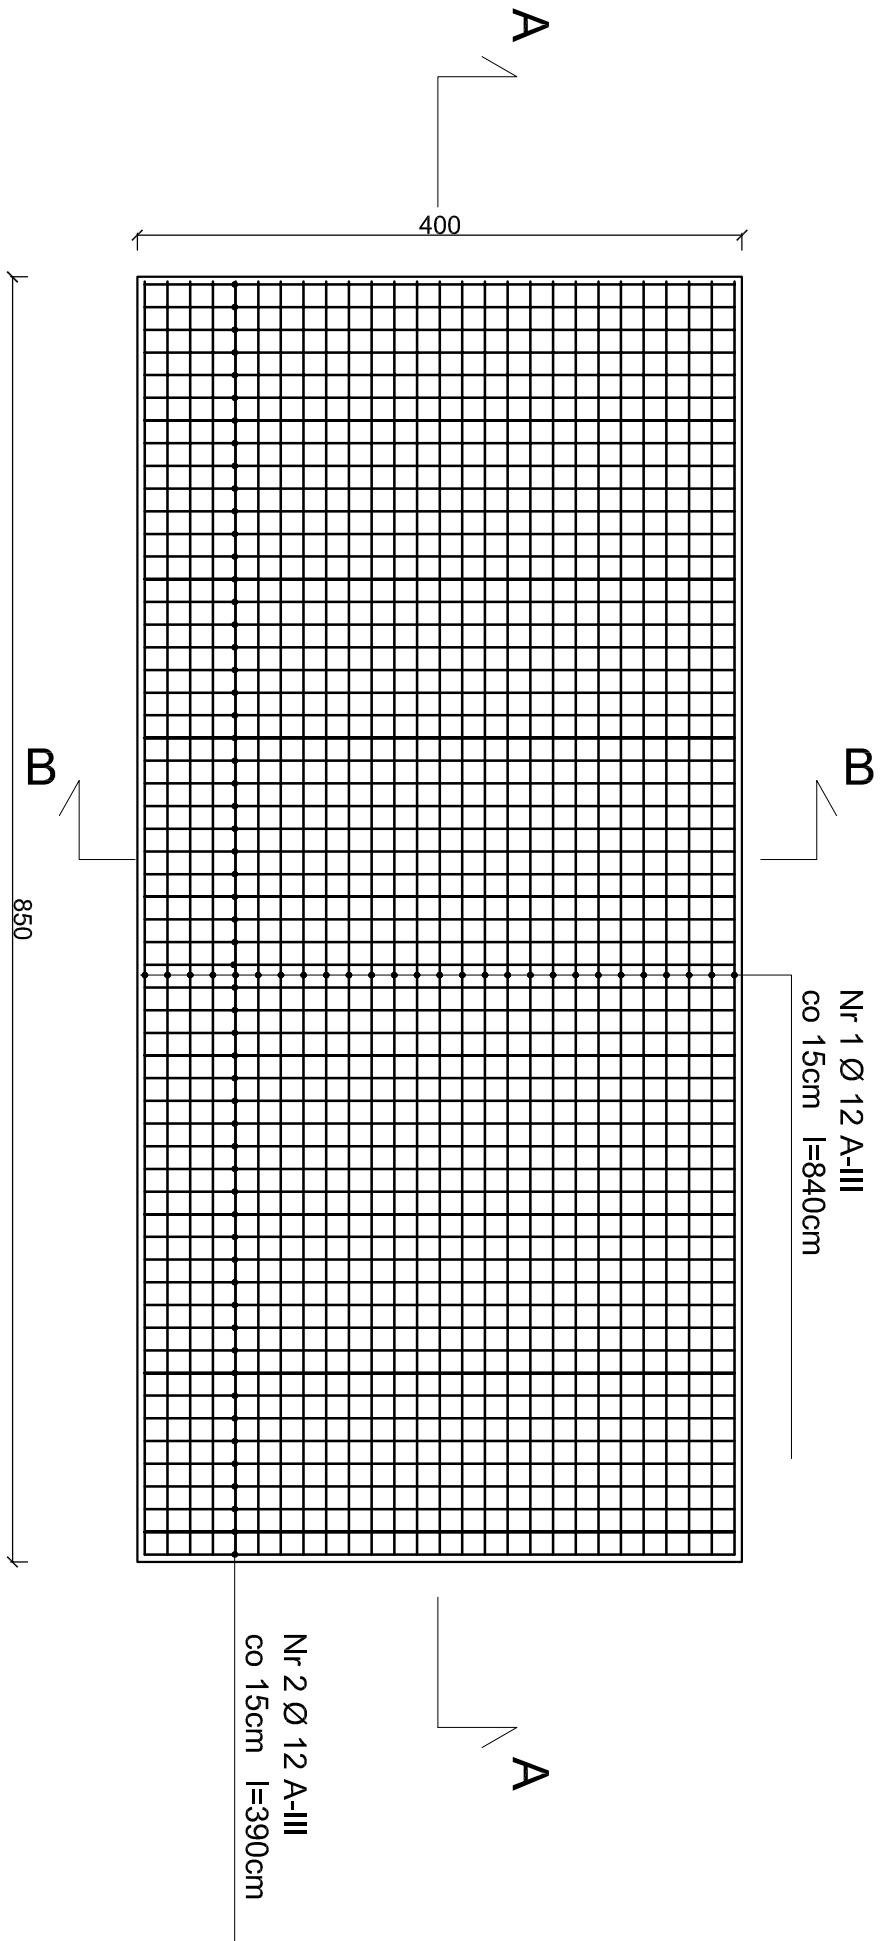 A
400
B
B
850
Nr 1 Ø 12 A-III
co 15cm l=840cm
Nr 2 Ø 12 A-III
co 15cm l=390cm
A